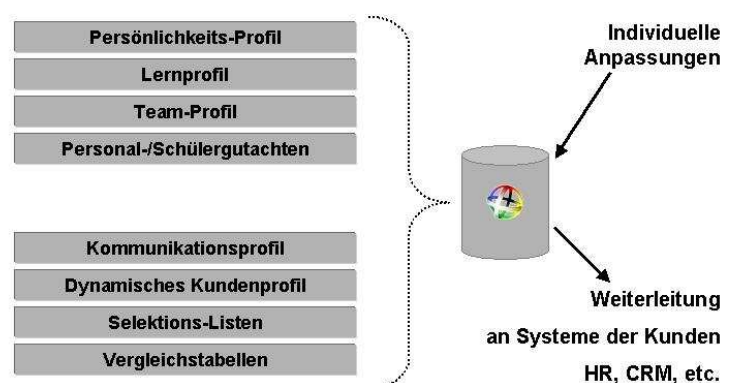 Persönlichkeits-Profil
Lernprofil
Team-Profil
Personal-/Schülergutachten
Kommunikationsprofil
Dynamisches Kundenprofil
Selektions-Listen
Vergleichstabellen
Individuelle
Anpassungen
Weiterleitung
an Systeme der Kunden
HR, CRM, etc.